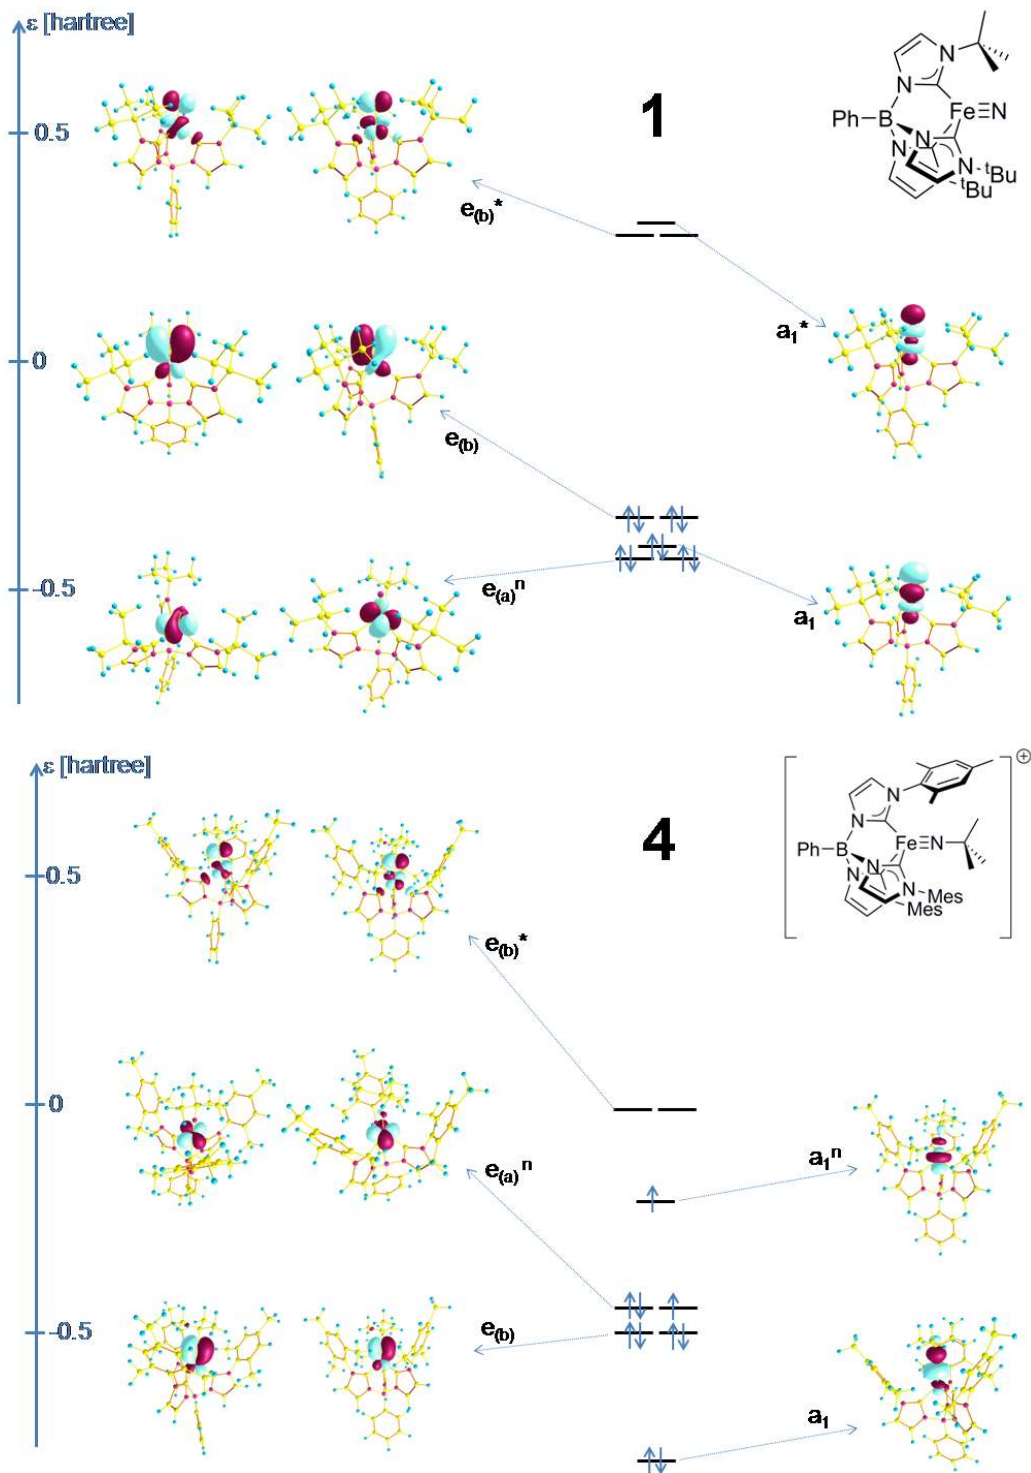 ε [hartree]
1
N
N
Fe≡N
Ph
B
N
N
N
N
ᵗBu
ᵗBu
0.5
e(b)*
a₁*
0
e(b)
-0.5
e(a)ⁿ
a₁
ε [hartree]
4
⊕
N
N
Fe≡N
Ph
B
N
N
N
N
Mes
Mes
0.5
e(b)*
0
a₁ⁿ
e(a)ⁿ
-0.5
e(b)
a₁